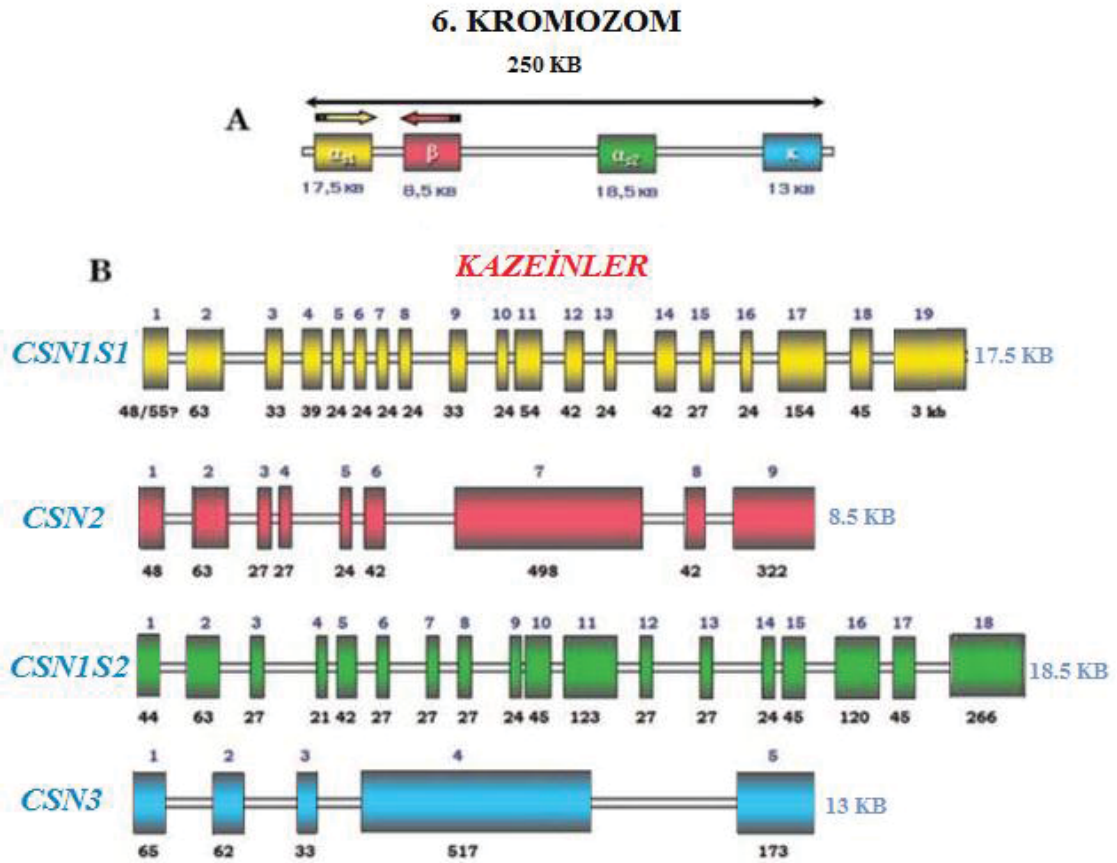 6. KROMOZOM
250 KB
A
αs1 β αs2 κ
17,5 KB 8,5 KB 18,5 KB 13 KB
B
KAZEİNLER
1 2 3 4 5 6 7 8 9 10 11 12 13 14 15 16 17 18 19
CSN1S1 17.5 KB
48/55? 63 33 39 24 24 24 24 33 24 54 42 24 42 27 24 154 45 3 kb
1 2 3 4 5 6 7 8 9
CSN2 8.5 KB
48 63 27 27 24 42 498 42 322
1 2 3 4 5 6 7 8 9 10 11 12 13 14 15 16 17 18
CSN1S2 18.5 KB
44 63 27 21 42 27 27 27 24 45 123 27 27 24 45 120 45 266
1 2 3 4 5
CSN3 13 KB
65 62 33 517 173